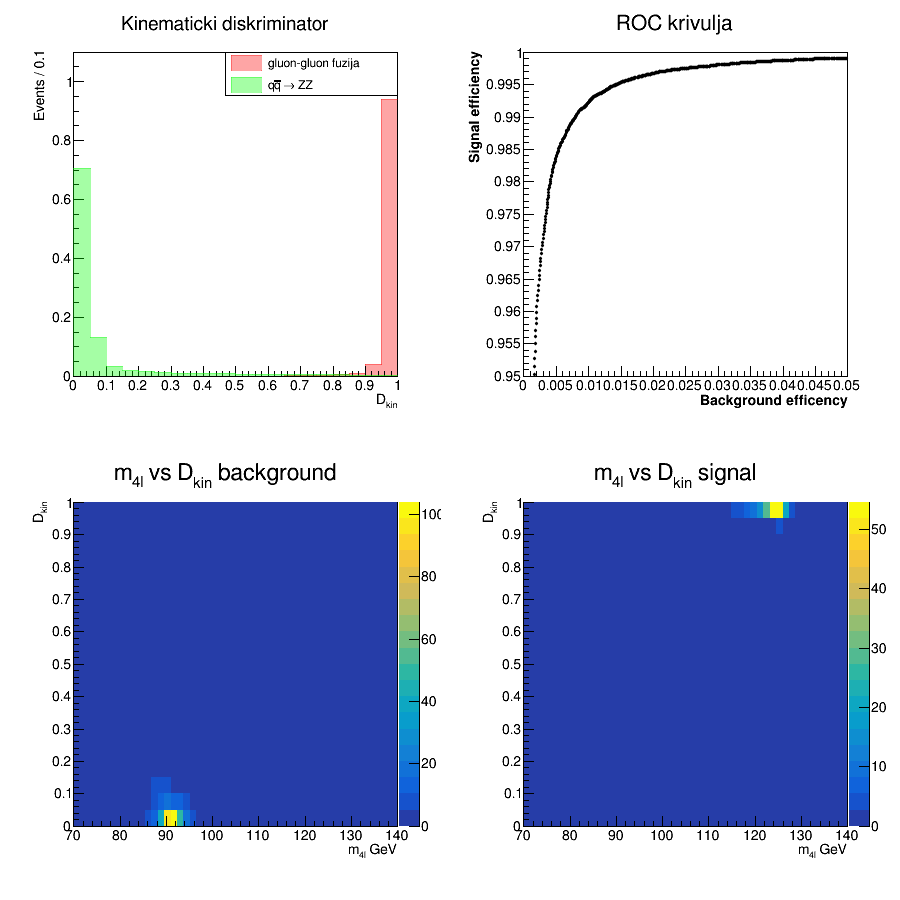 Kinematicki diskriminator
Events / 0.1
1
0.8
0.6
0.4
0.2
0
gluon-gluon fuzija
qq̅ → ZZ
0 0.1 0.2 0.3 0.4 0.5 0.6 0.7 0.8 0.9 1
D_kin
ROC krivulja
Signal efficiency
1
0.995
0.99
0.985
0.98
0.975
0.97
0.965
0.96
0.955
0.95
0 0.005 0.01 0.015 0.02 0.025 0.03 0.035 0.04 0.045 0.05
Background efficency
m_4l vs D_kin background
D_kin
1
0.9
0.8
0.7
0.6
0.5
0.4
0.3
0.2
0.1
0
70 80 90 100 110 120 130 140
m_4l GeV
100
80
60
40
20
0
m_4l vs D_kin signal
D_kin
1
0.9
0.8
0.7
0.6
0.5
0.4
0.3
0.2
0.1
0
70 80 90 100 110 120 130 140
m_4l GeV
50
40
30
20
10
0